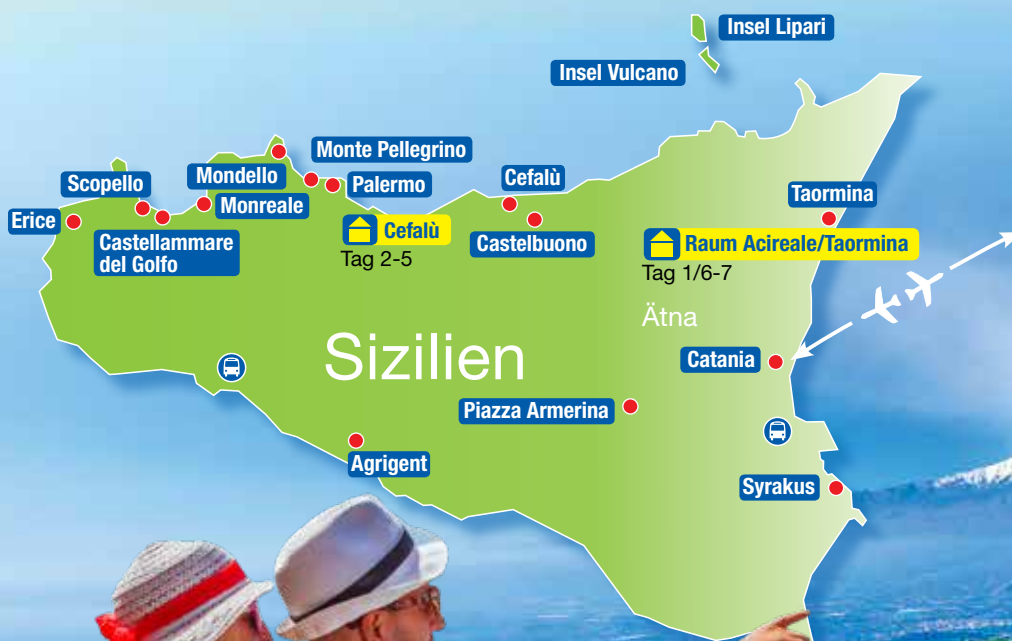 Insel Lipari
Insel Vulcano
Monte Pellegrino
Mondello
Palermo
Cefalù
Scopello
Monreale
Taormina
Erice
Castellammare
del Golfo
Cefalù
Tag 2-5
Castelbuono
Raum Acireale/Taormina
Tag 1/6-7
Ätna
Sizilien
Catania
Piazza Armerina
Agrigent
Syrakus